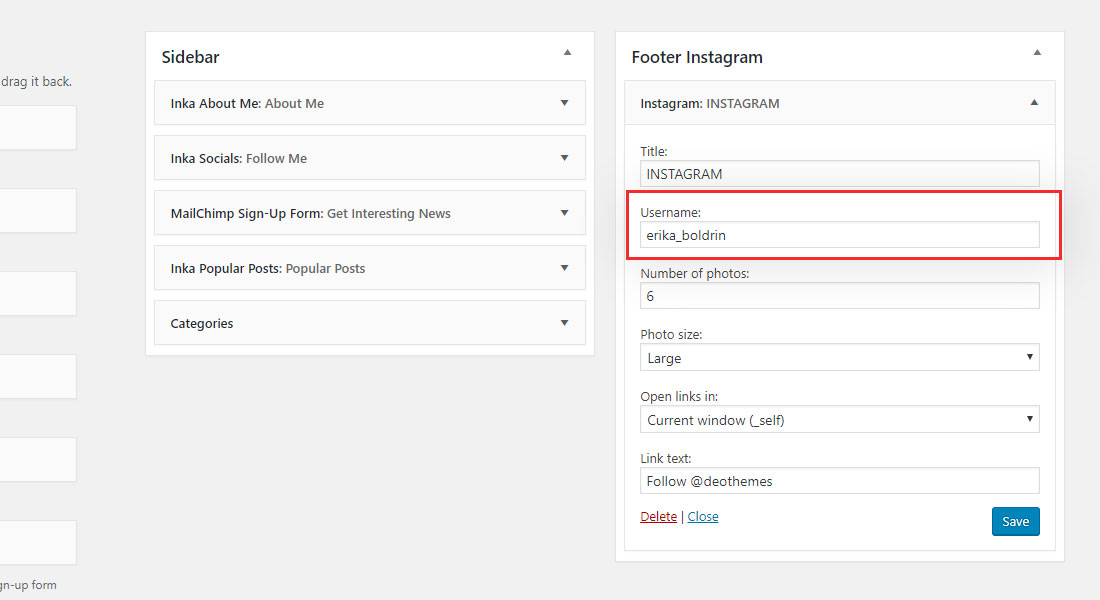 drag it back.
gn-up form
Sidebar
Inka About Me: About Me
Inka Socials: Follow Me
MailChimp Sign-Up Form: Get Interesting News
Inka Popular Posts: Popular Posts
Categories
Footer Instagram
Instagram: INSTAGRAM
Title:
INSTAGRAM
Username:
erika_boldrin
Number of photos:
6
Photo size:
Large
Open links in:
Current window (_self)
Link text:
Follow @deothemes
Delete | Close
Save